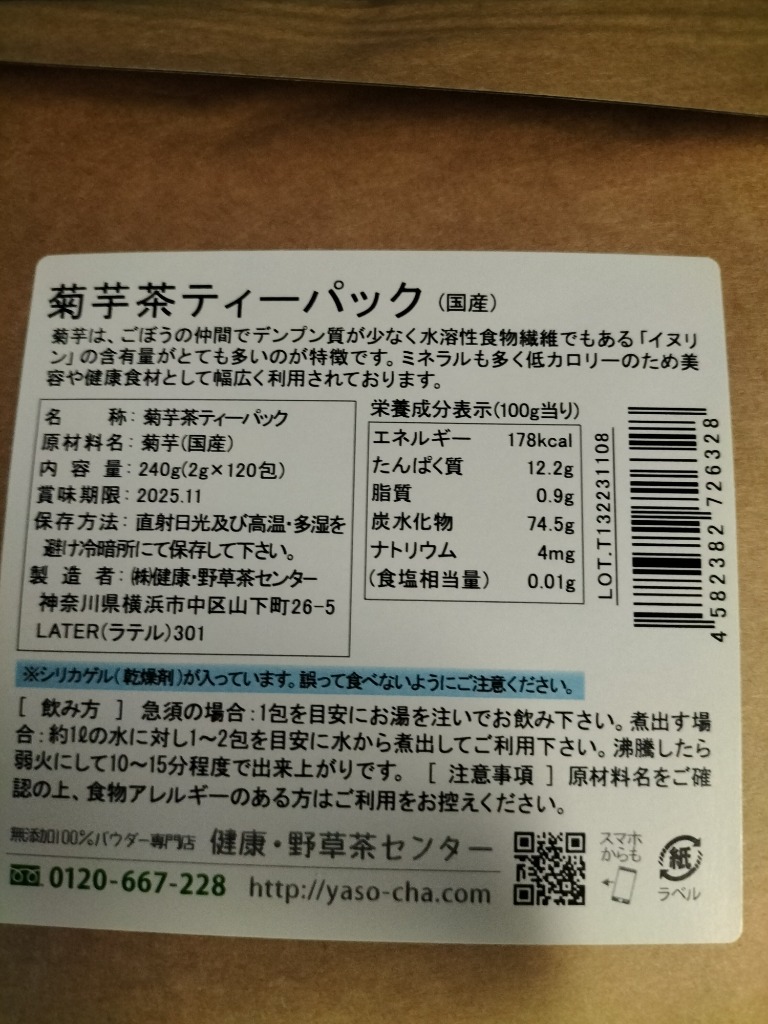 菊芋茶ティーパック(国産)
菊芋は、ごぼうの仲間でデンプン質が少なく水溶性食物繊維でもある「イヌリ
ン」の含有量がとても多いのが特徴です。ミネラルも多く低カロリーのため美
容や健康食材として幅広く利用されております。
名　　称:菊芋茶ティーパック
原材料名:菊芋(国産)
内 容 量:240g(2g×120包)
賞味期限:2025.11
保存方法:直射日光及び高温・多湿を
避け冷暗所にて保存して下さい。
製 造 者:㈱健康・野草茶センター
神奈川県横浜市中区山下町26-5
LATER(ラテル)301
栄養成分表示(100g当り)
エネルギー 178kcal
たんぱく質 12.2g
脂質 0.9g
炭水化物 74.5g
ナトリウム 4mg
(食塩相当量) 0.01g
LOT.T132231108
4 582382 726328
※シリカゲル(乾燥剤)が入っています。誤って食べないようにご注意ください。
[ 飲み方 ] 急須の場合:1包を目安にお湯を注いでお飲み下さい。煮出す場
合:約1ℓの水に対し1～2包を目安に水から煮出してご利用下さい。沸騰したら
弱火にして10～15分程度で出来上がりです。 [ 注意事項 ] 原材料名をご確
認の上、食物アレルギーのある方はご利用をお控えください。
無添加100%パウダー専門店 健康・野草茶センター
0120-667-228 http://yaso-cha.com
スマホ
からも
紙
ラベル